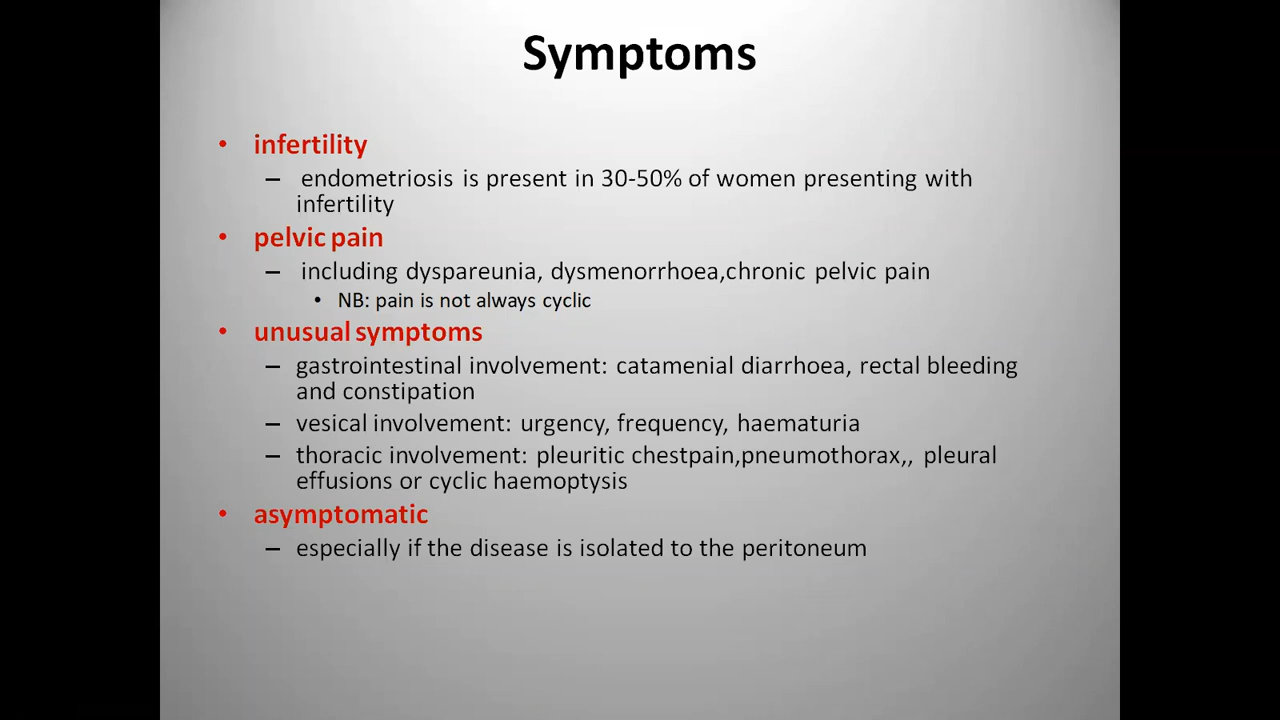 Symptoms
• infertility
– endometriosis is present in 30-50% of women presenting with
infertility
• pelvic pain
– including dyspareunia, dysmenorrhoea,chronic pelvic pain
• NB: pain is not always cyclic
• unusual symptoms
– gastrointestinal involvement: catamenial diarrhoea, rectal bleeding
and constipation
– vesical involvement: urgency, frequency, haematuria
– thoracic involvement: pleuritic chestpain,pneumothorax,, pleural
effusions or cyclic haemoptysis
• asymptomatic
– especially if the disease is isolated to the peritoneum